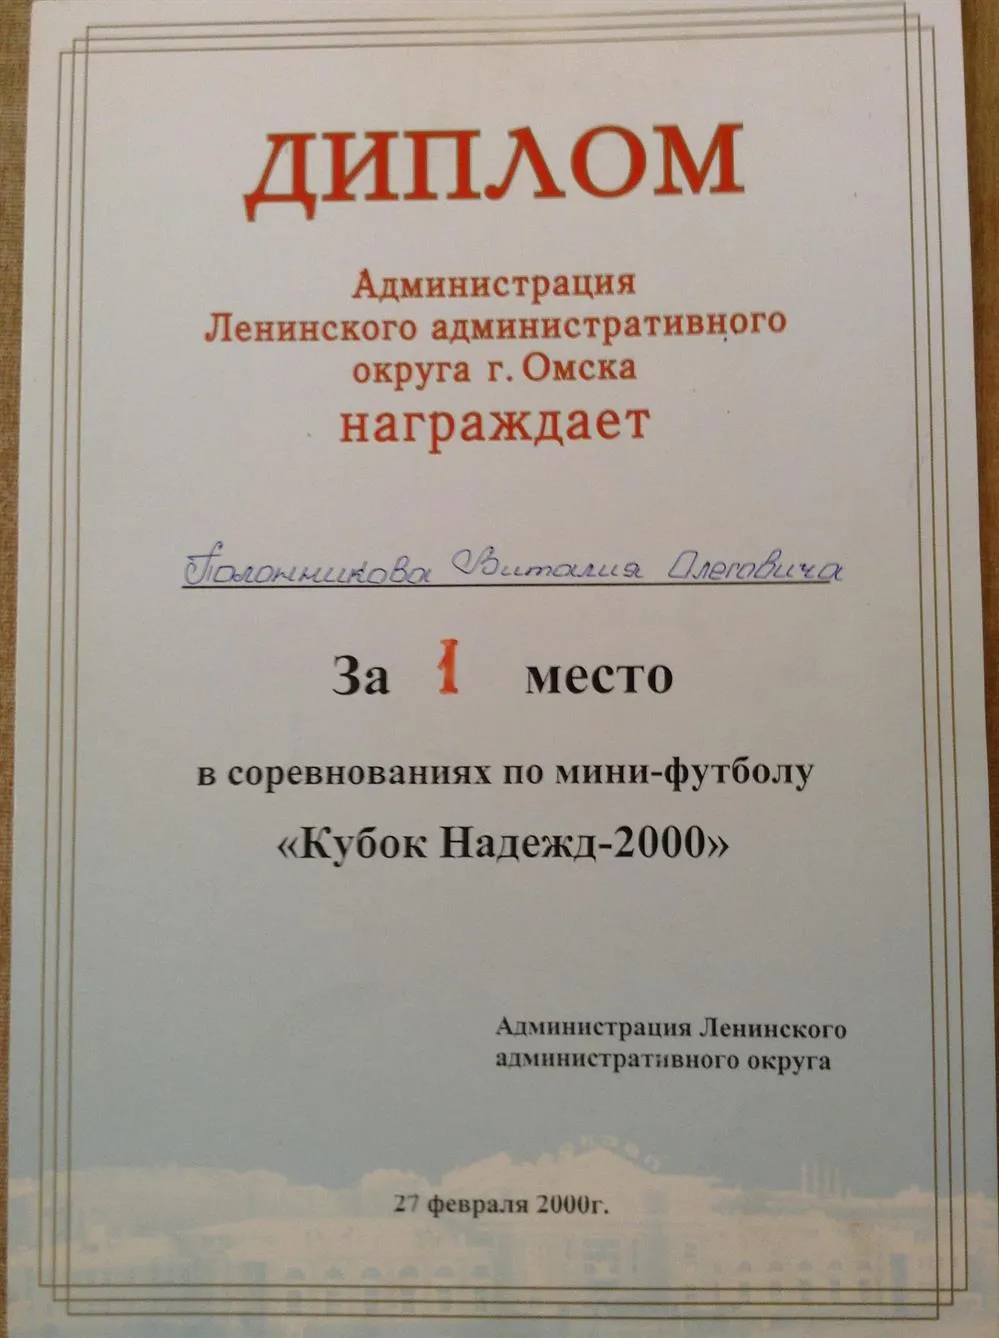 ДИПЛОМ
Администрация
Ленинского административного
округа г. Омска
награждает
Полонникова Виталия Олеговича
За 1 место
в соревнованиях по мини-футболу
«Кубок Надежд-2000»
Администрация Ленинского
административного округа
27 февраля 2000г.